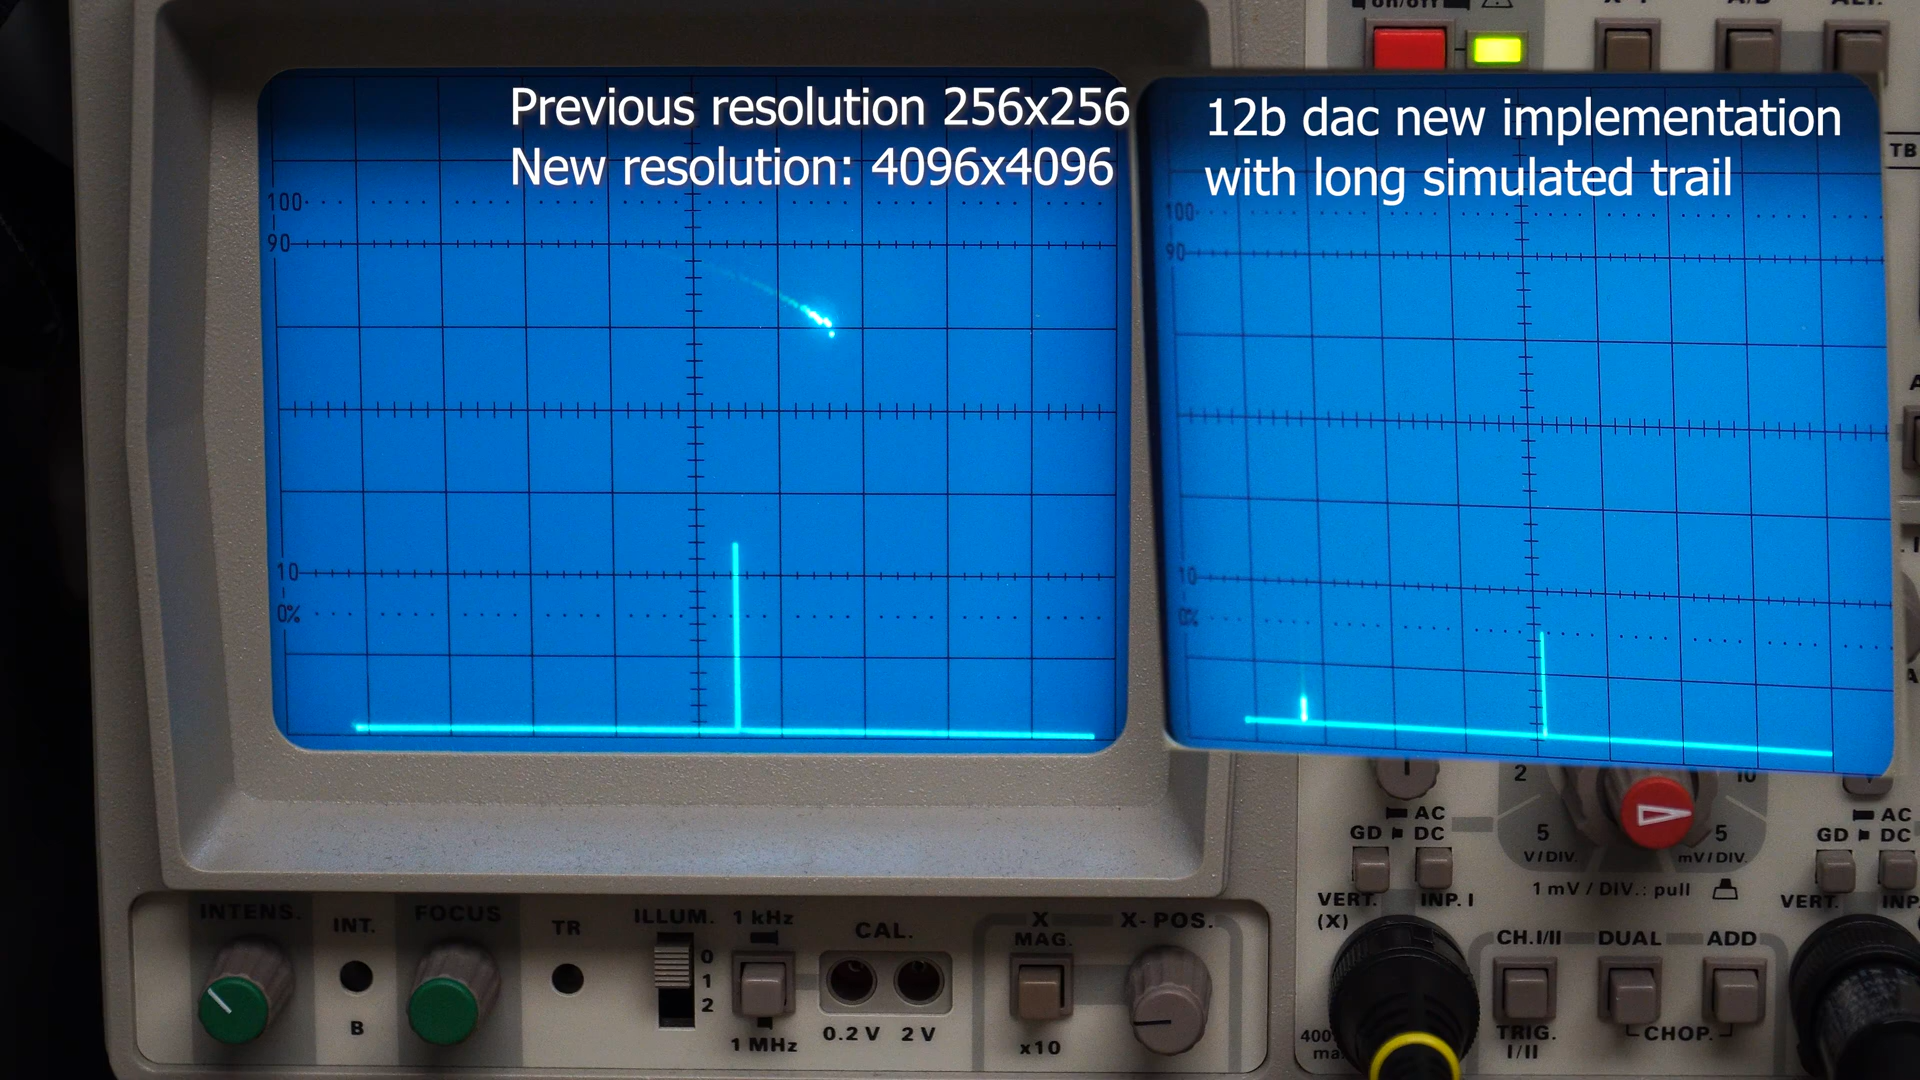 on/off
Previous resolution 256x256
New resolution: 4096x4096
12b dac new implementation
with long simulated trail
TB
100
90
10
0%
100
90
10
0%
2
10
5
5
V/DIV.
mV/DIV.
1 mV / DIV.: pull
AC
GD
DC
VERT.
(X)
INP. I
AC
GD
DC
VERT.
INP.
INTENS.
INT.
B
FOCUS
TR
ILLUM.
0
1
2
1 kHz
1 MHz
CAL.
0.2 V
2 V
X
MAG.
x10
X- POS.
CH.I/II
DUAL
ADD
TRIG.
I/II
CHOP.
400